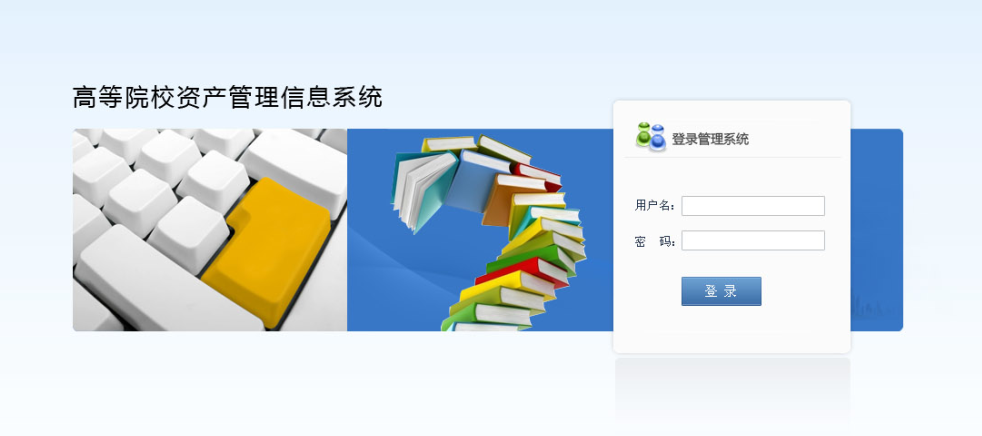 高等院校资产管理信息系统
登录管理系统
用户名：
密 码：
登 录